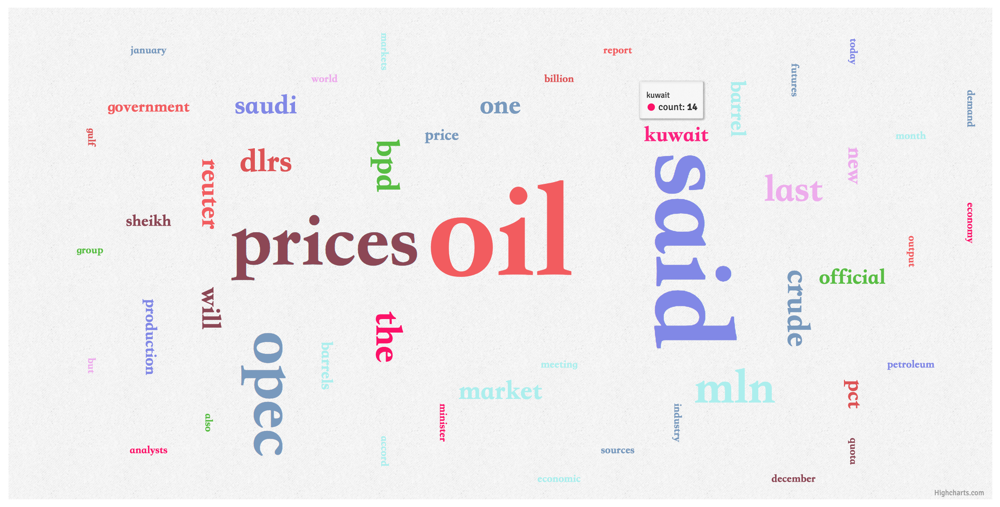 january
markets
report
today
world
billion
futures
kuwait
count: 14
government
saudi
one
barrel
demand
gulf
price
kuwait
month
reuter
dlrs
bpd
said
new
last
sheikh
prices
oil
economy
group
output
official
will
the
crude
production
opec
barrels
but
meeting
petroleum
market
mln
pct
also
minister
industry
analysts
accord
sources
quota
economic
december
Highcharts.com